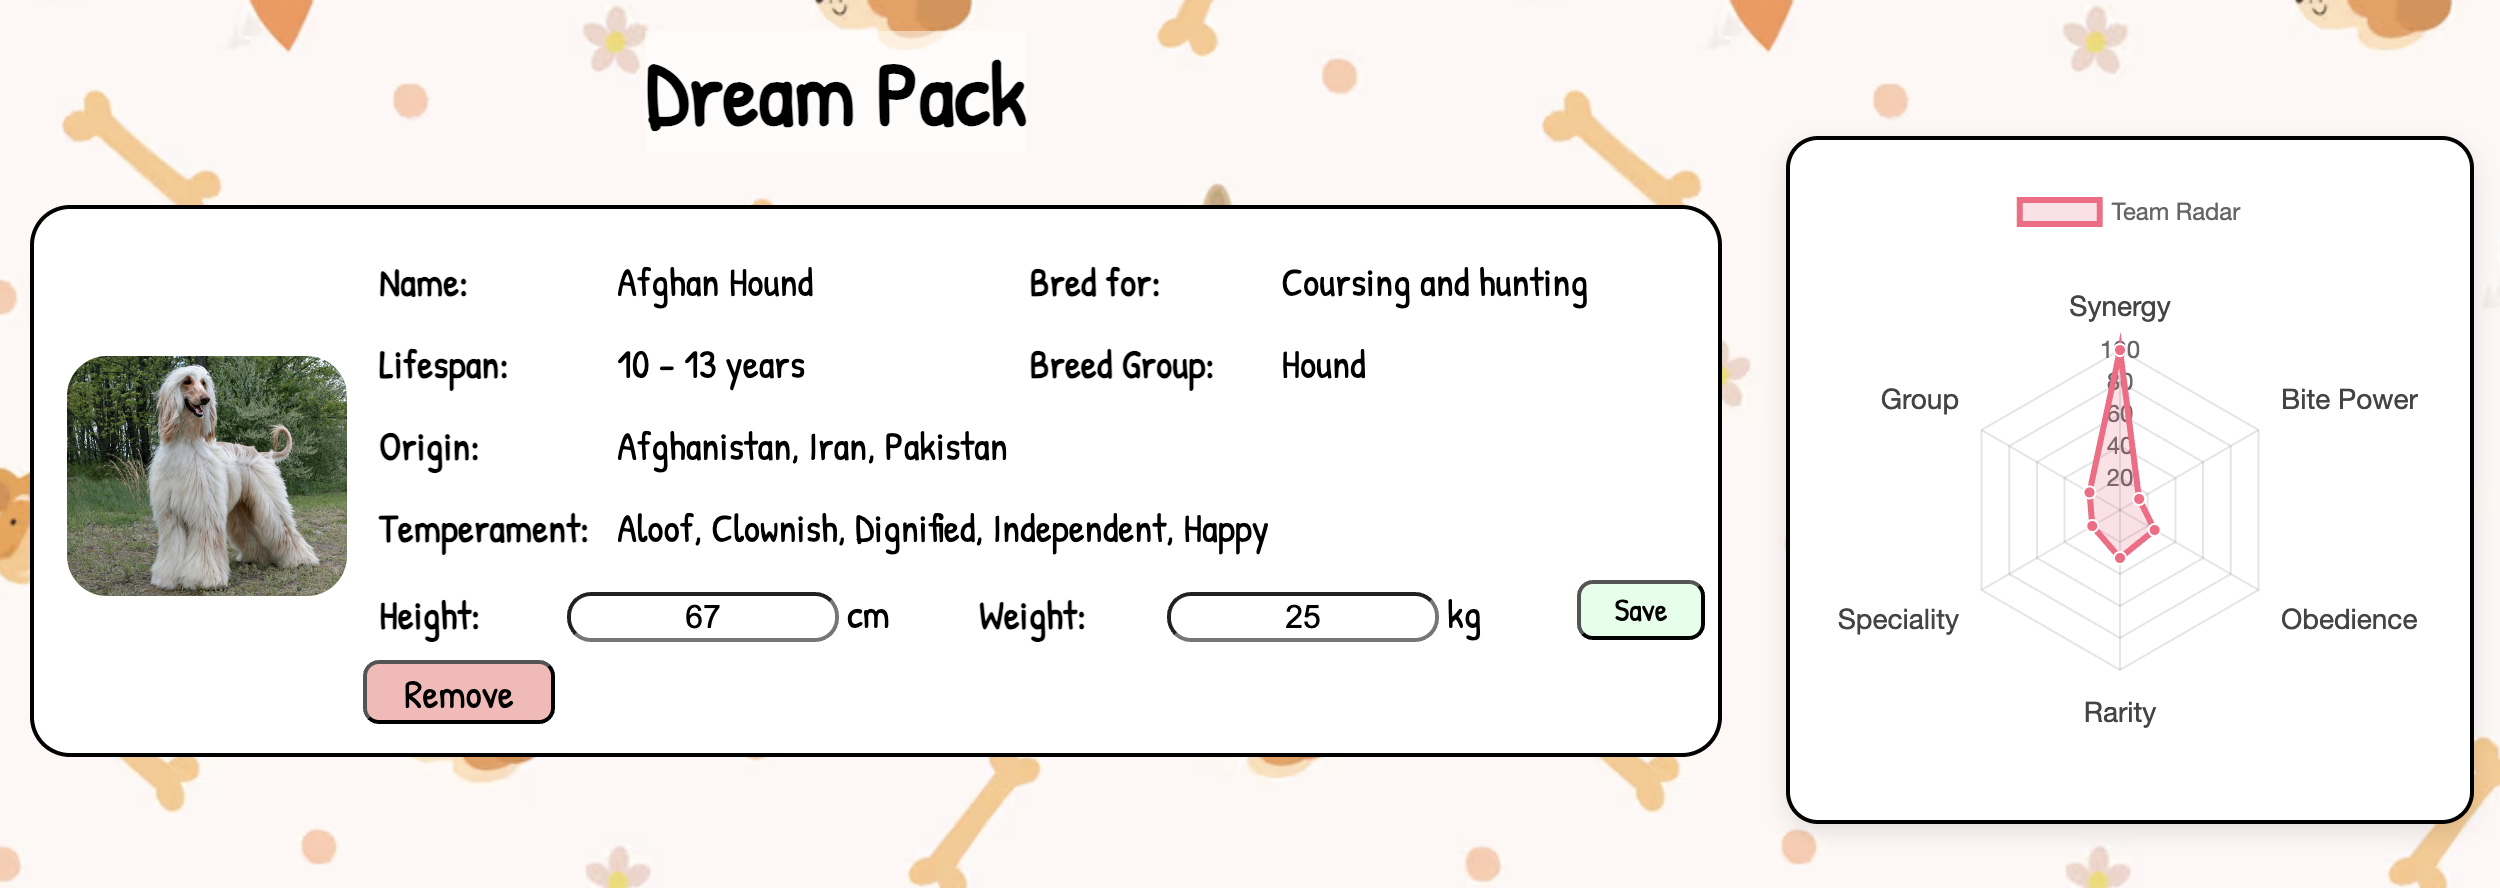 Dream Pack
Name: Afghan Hound Bred for: Coursing and hunting
Lifespan: 10 - 13 years Breed Group: Hound
Origin: Afghanistan, Iran, Pakistan
Temperament: Aloof, Clownish, Dignified, Independent, Happy
Height: 67 cm Weight: 25 kg Save
Remove
Team Radar
Synergy
100
80
Group Bite Power
60
40
20
Speciality Obedience
Rarity